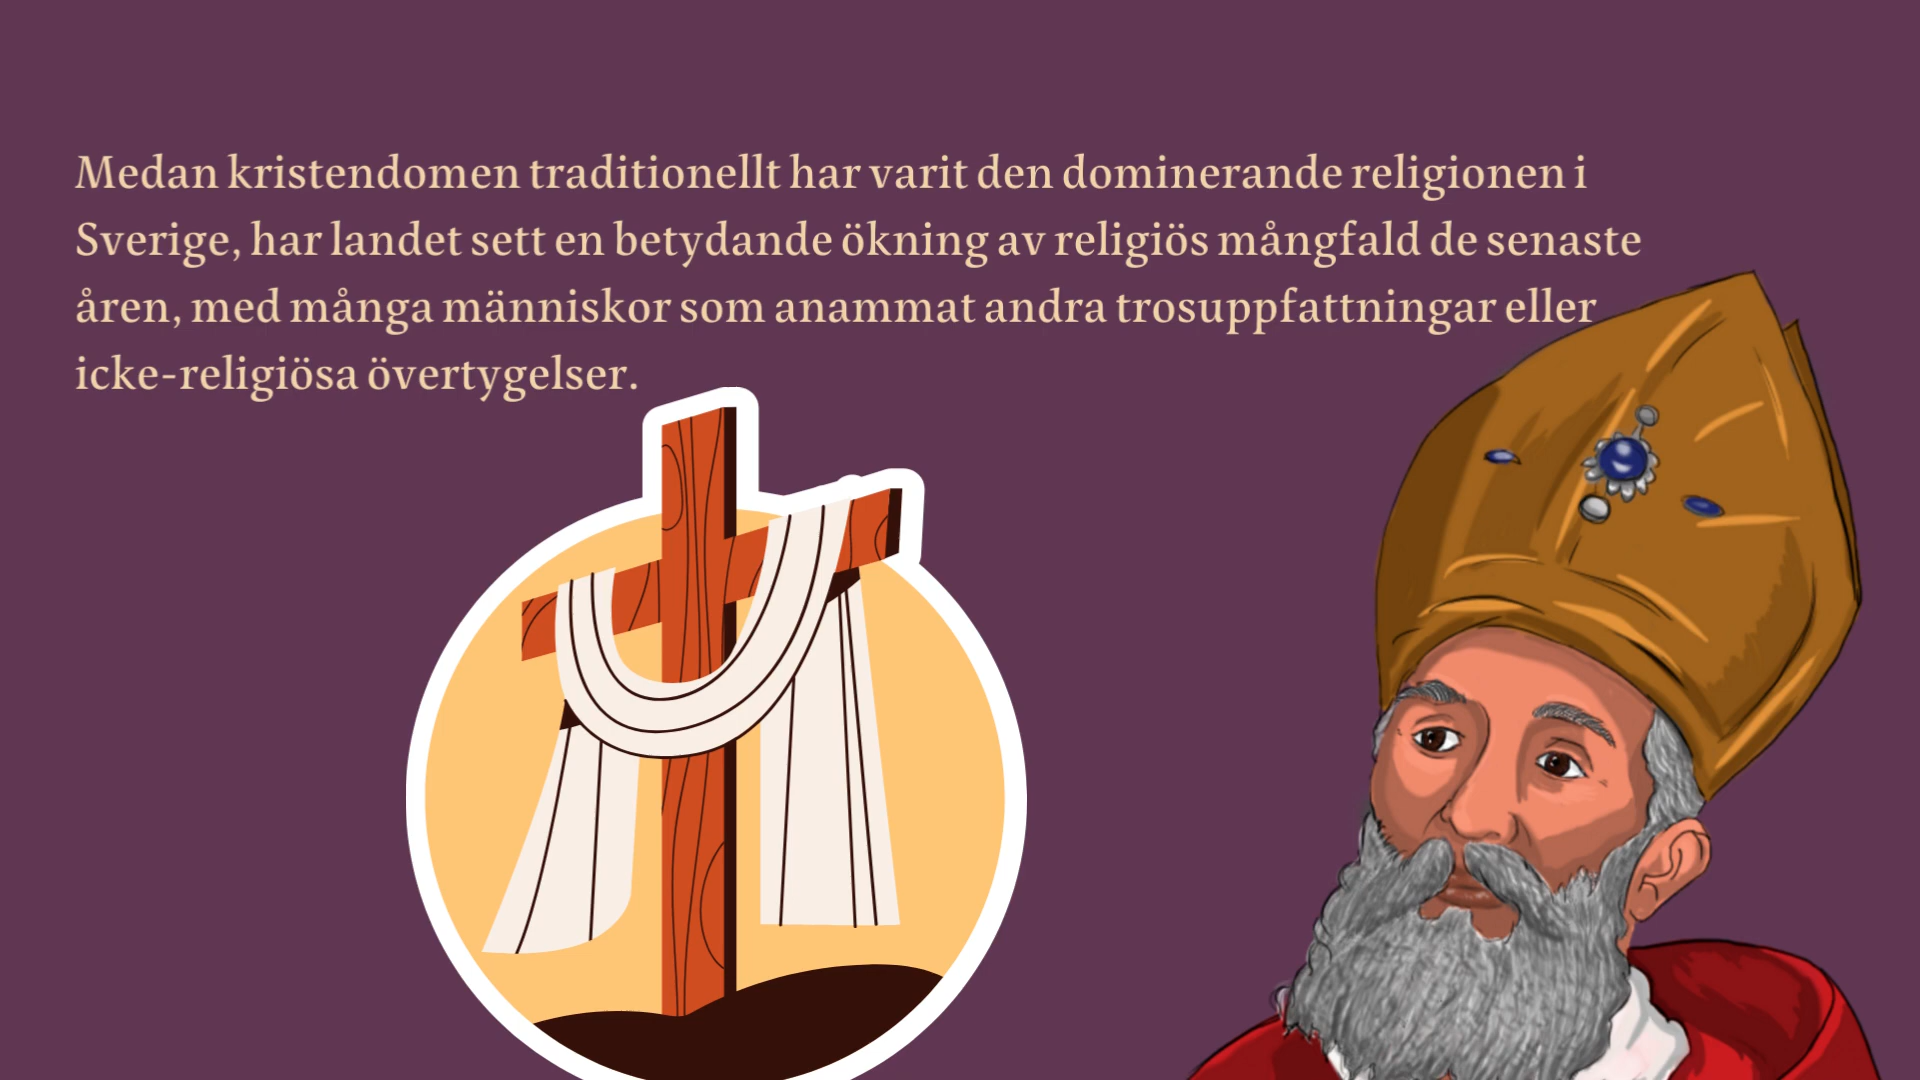 Medan kristendomen traditionellt har varit den dominerande religionen i
Sverige, har landet sett en betydande ökning av religiös mångfald de senaste
åren, med många människor som anammat andra trosuppfattningar eller
icke-religiösa övertygelser.